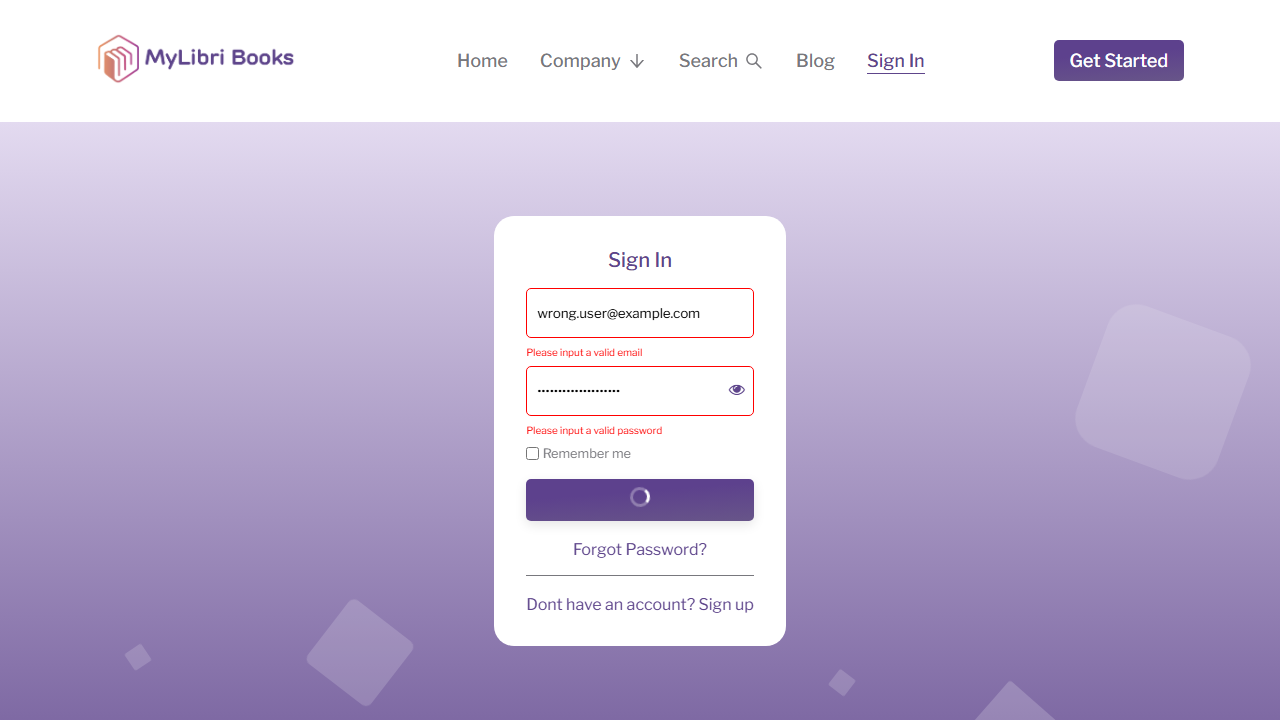 MyLibri Books
Home
Company
Search
Blog
Sign In
Get Started
Sign In
wrong.user@example.com
Please input a valid email
••••••••••••••••••••
Please input a valid password
Remember me
Forgot Password?
Dont have an account? Sign up